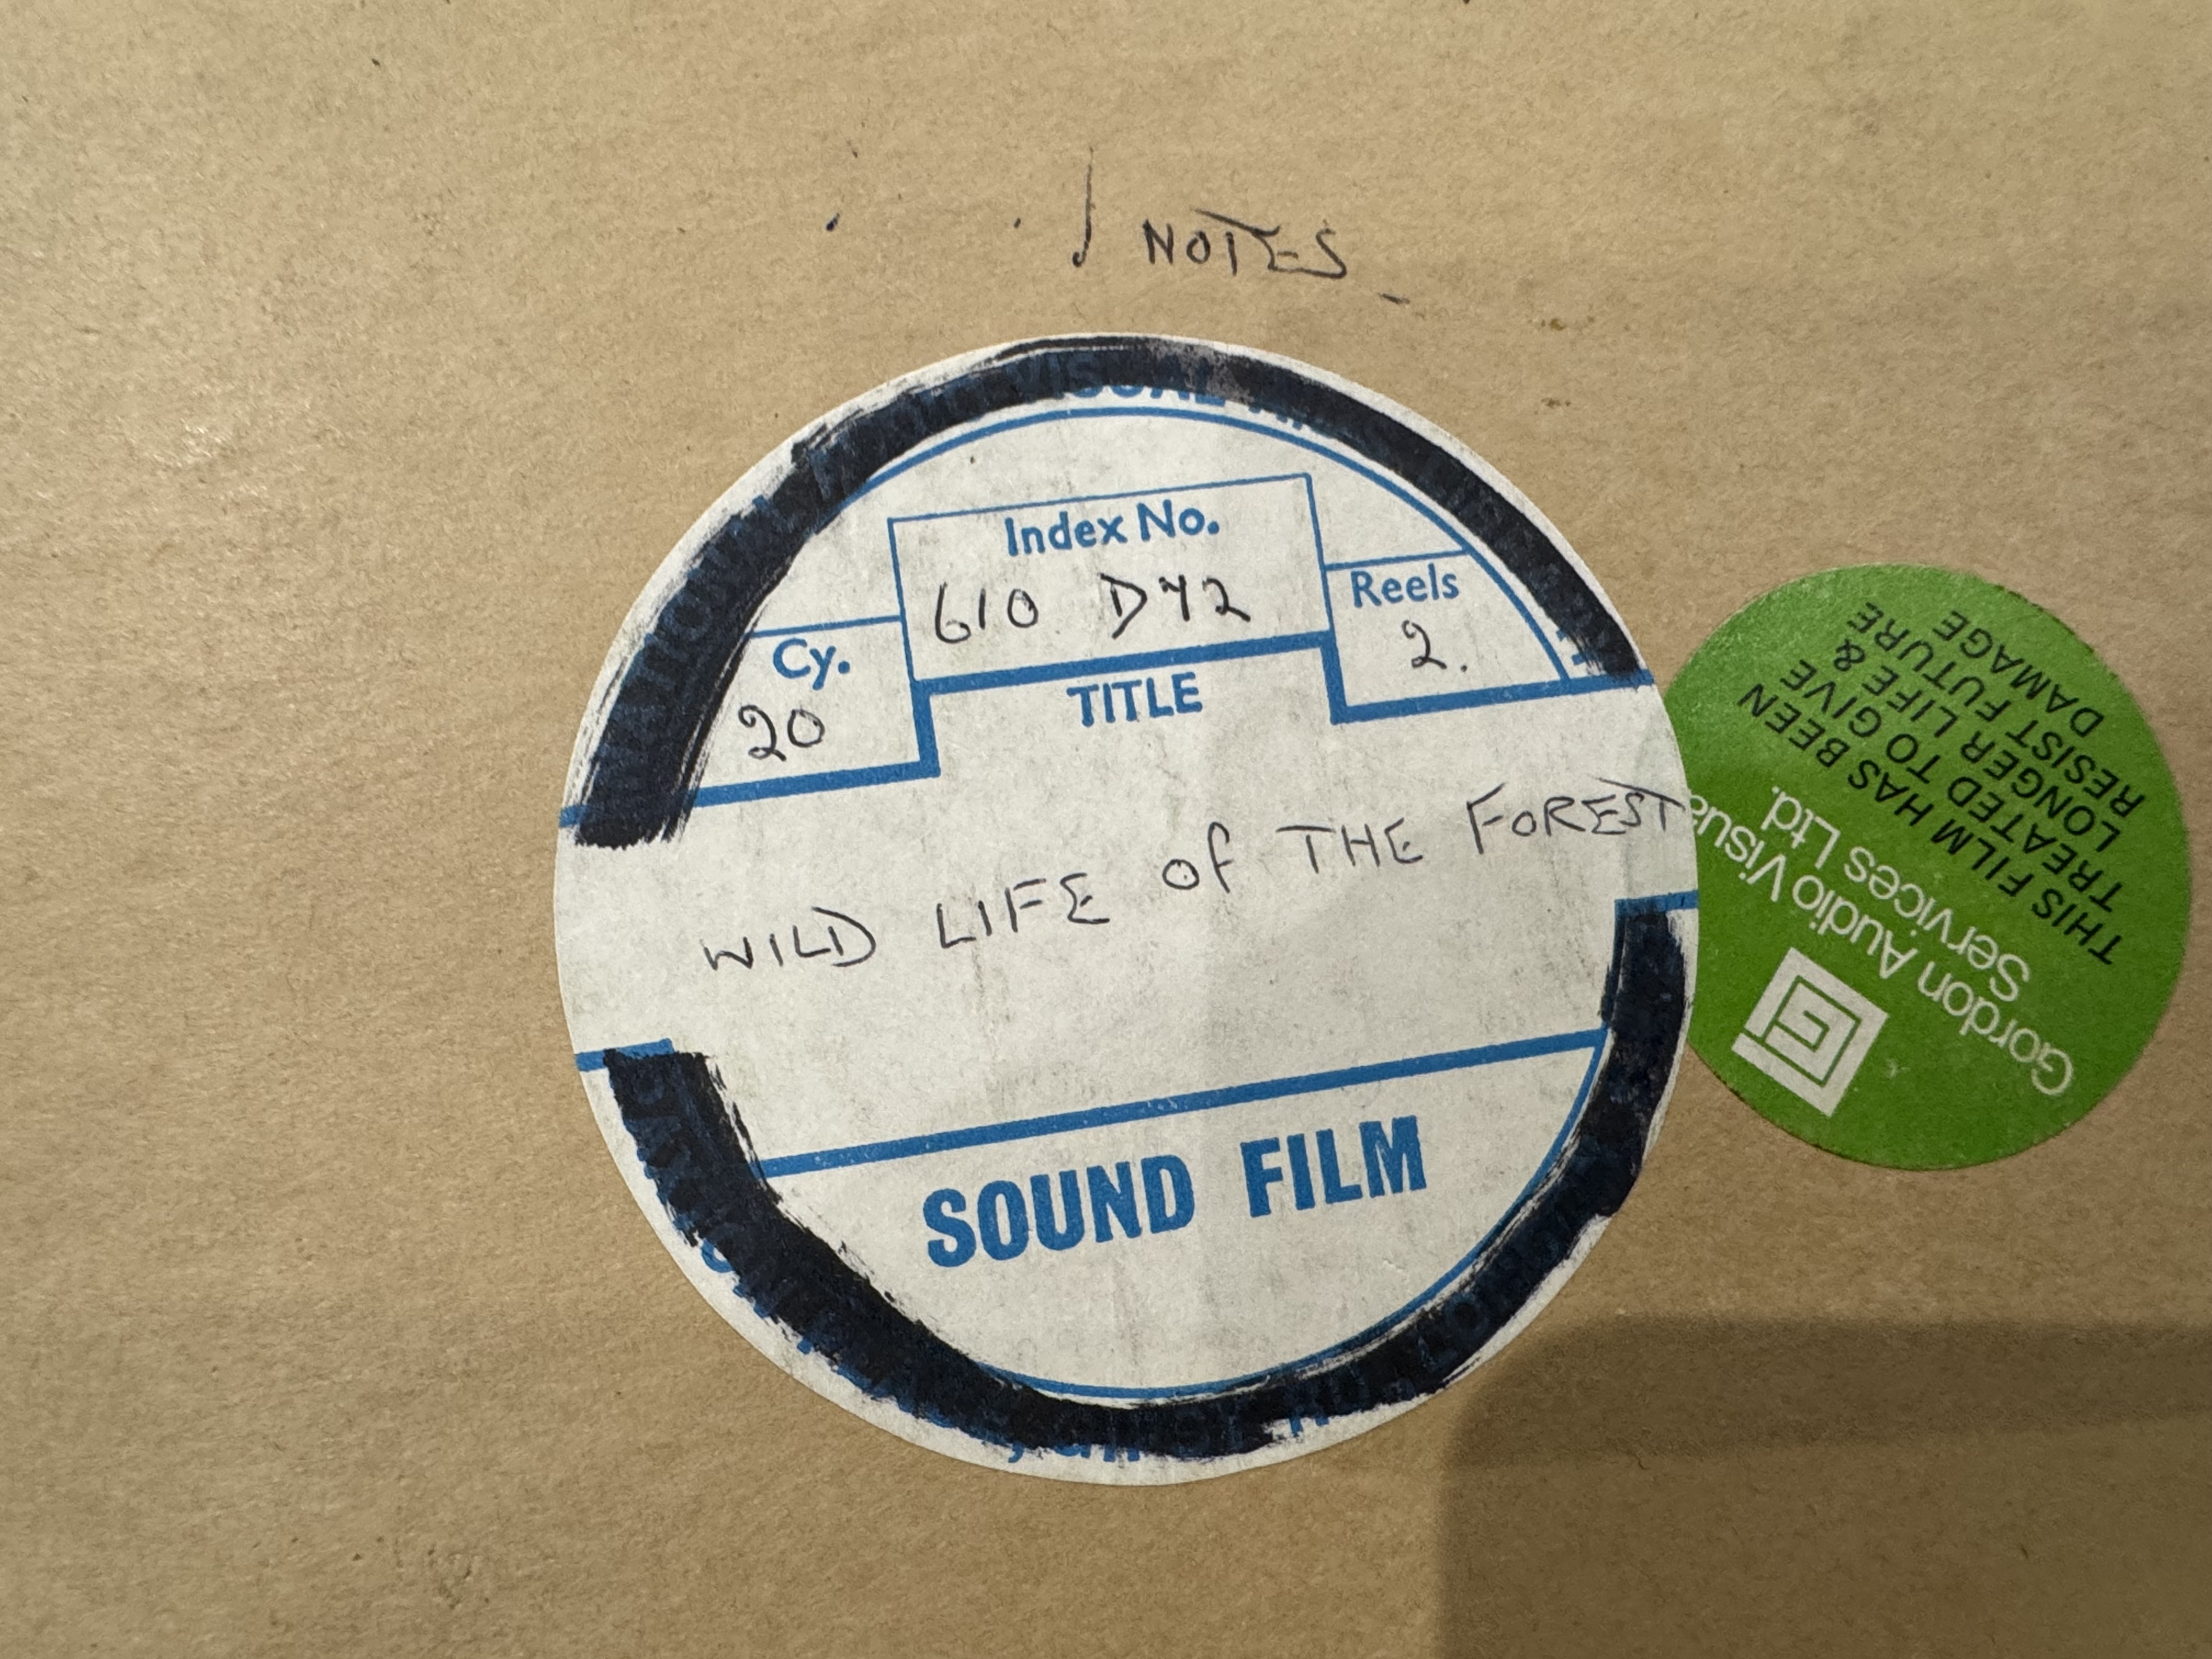 / NOTES
VISUAL
Index No.
610 D42
Cy.
20
Reels
2.
TITLE
WILD LIFE of THE FOREST
SOUND FILM
Gordon Audio Visua
Services Ltd.
THIS FILM HAS BEEN
TREATED TO GIVE
LONGER LIFE &
RESIST FUTURE
DAMAGE